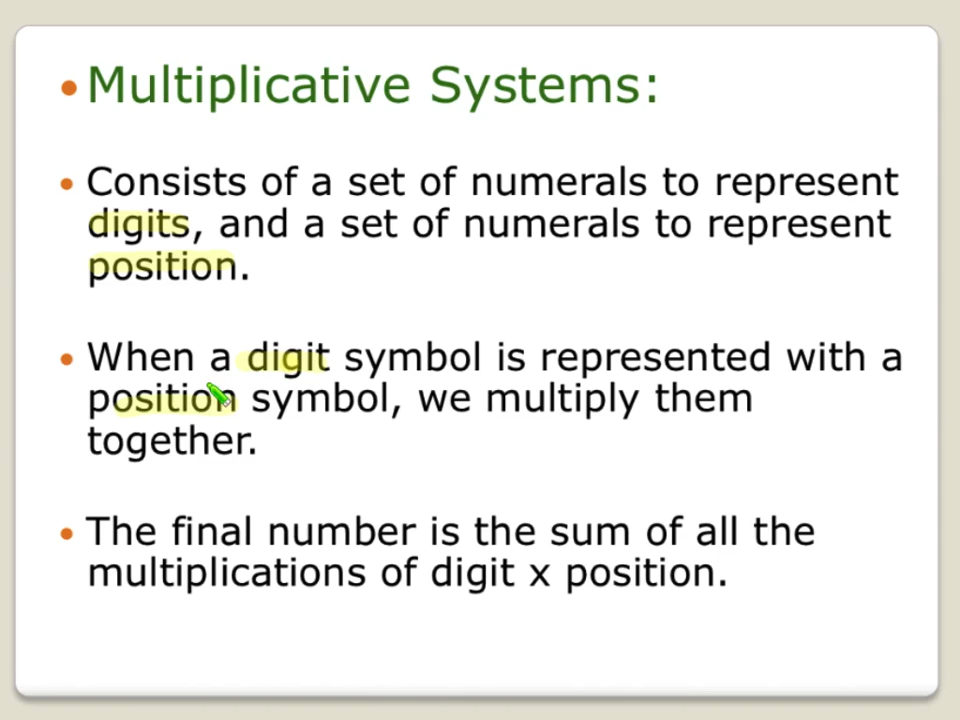 • Multiplicative Systems:
• Consists of a set of numerals to represent
digits, and a set of numerals to represent
position.
• When a digit symbol is represented with a
position symbol, we multiply them
together.
• The final number is the sum of all the
multiplications of digit x position.